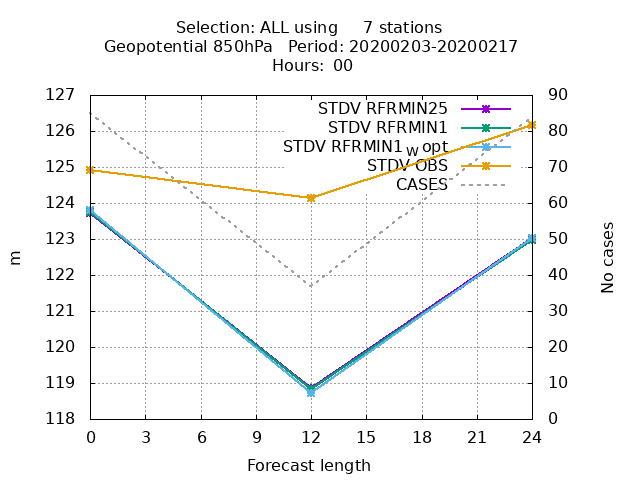 Selection: ALL using 7 stations
Geopotential 850hPa Period: 20200203-20200217
Hours: 00
127
126
125
124
123
122
121
120
119
118
90
80
70
60
50
40
30
20
10
0
STDV RFRMIN25
STDV RFRMIN1
STDV RFRMIN1wopt
STDV OBS
CASES
m
No cases
0 3 6 9 12 15 18 21 24
Forecast length